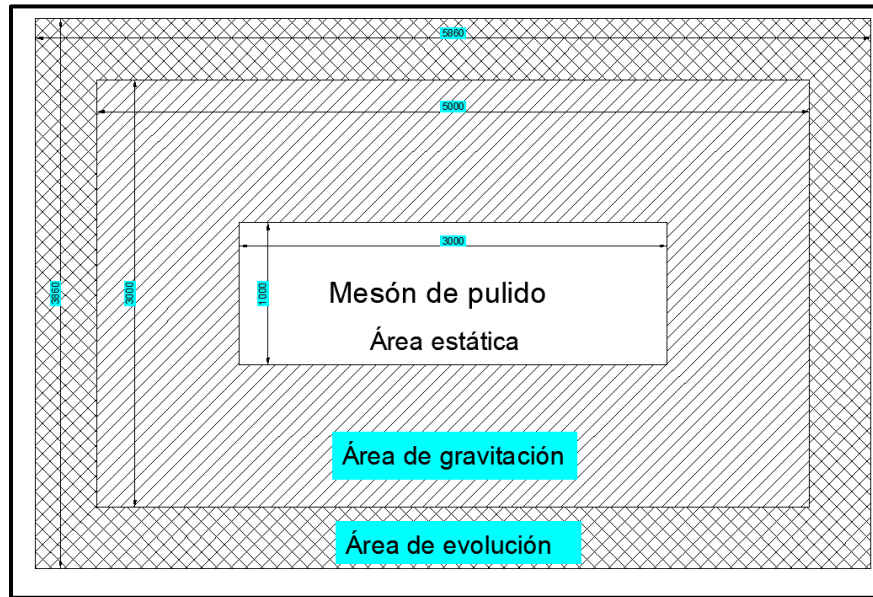 5860
5000
3000
Mesón de pulido
Área estática
3860
3000
1000
Área de gravitación
Área de evolución